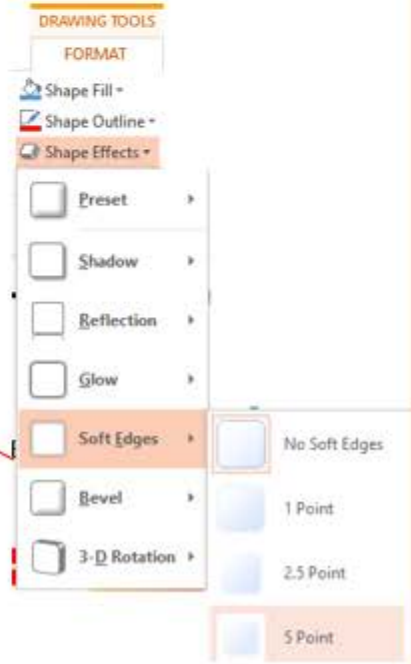 DRAWING TOOLS
FORMAT
Shape Fill
Shape Outline
Shape Effects
Preset
Shadow
Reflection
Glow
Soft Edges
No Soft Edges
Bevel
1 Point
3-D Rotation
2.5 Point
5 Point